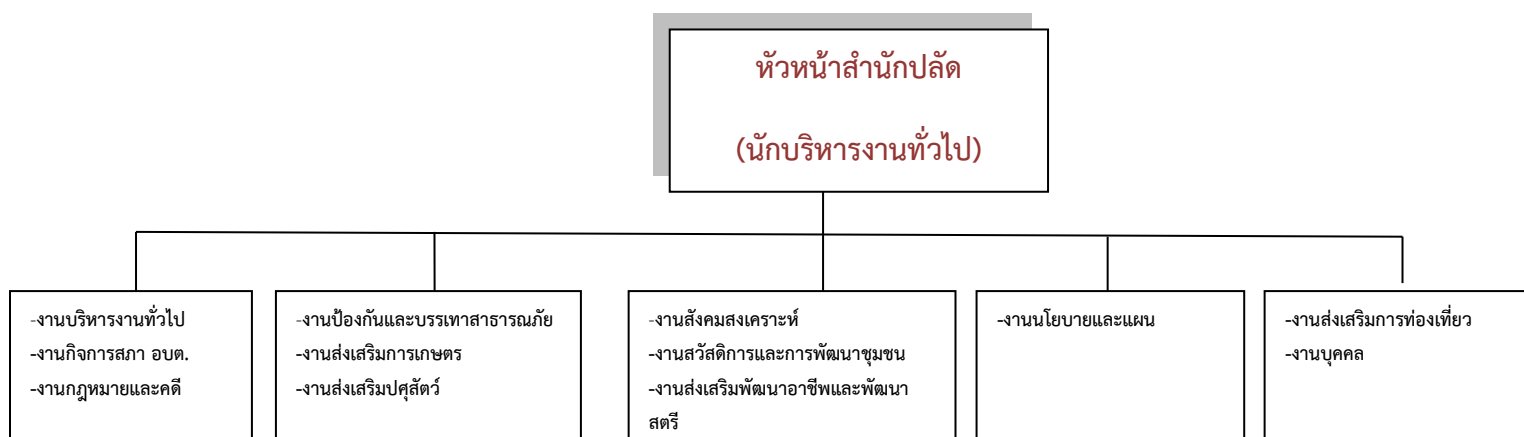 หัวหน้าสำนักปลัด
(นักบริหารงานทั่วไป)
-งานบริหารงานทั่วไป
-งานกิจการสภา อบต.
-งานกฎหมายและคดี
-งานป้องกันและบรรเทาสาธารณภัย
-งานส่งเสริมการเกษตร
-งานส่งเสริมปศุสัตว์
-งานสังคมสงเคราะห์
-งานสวัสดิการและการพัฒนาชุมชน
-งานส่งเสริมพัฒนาอาชีพและพัฒนา
สตรี
-งานนโยบายและแผน
-งานส่งเสริมการท่องเที่ยว
-งานบุคคล